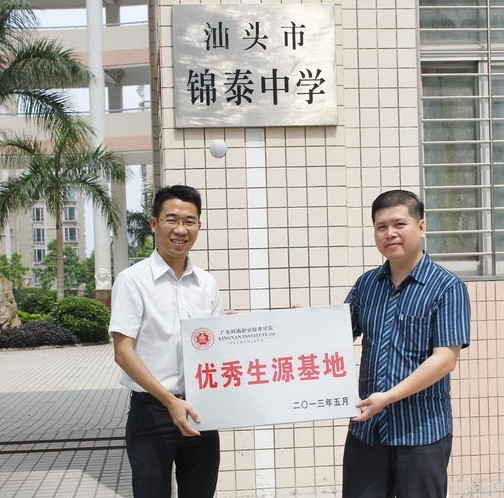 汕头市
锦泰中学
广东岭南职业技术学院
LINGNAN INSTITUTE OF
TECHNOLOGY
优秀生源基地
二〇一三年五月